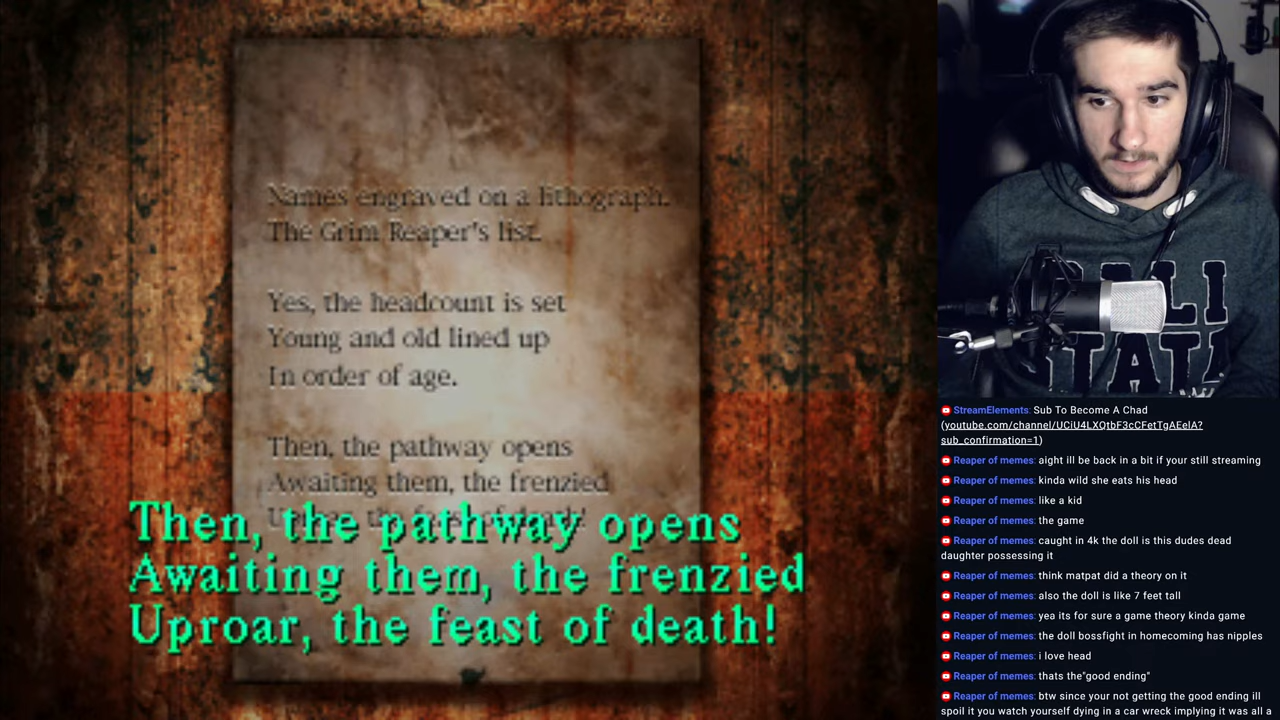 Names engraved on a lithograph.
The Grim Reaper's list.
Yes, the headcount is set
Young and old lined up
In order of age.
Then, the pathway opens
Awaiting them, the frenzied
Then, the pathway opens
Awaiting them, the frenzied
Uproar, the feast of death!
StreamElements: Sub To Become A Chad
(youtube.com/channel/UCiU4LXQtbF3cCFetTgAEelA?
sub_confirmation=1)
Reaper of memes: aight ill be back in a bit if your still streaming
Reaper of memes: kinda wild she eats his head
Reaper of memes: like a kid
Reaper of memes: the game
Reaper of memes: caught in 4k the doll is this dudes dead
daughter possessing it
Reaper of memes: think matpat did a theory on it
Reaper of memes: also the doll is like 7 feet tall
Reaper of memes: yea its for sure a game theory kinda game
Reaper of memes: the doll bossfight in homecoming has nipples
Reaper of memes: i love head
Reaper of memes: thats the"good ending"
Reaper of memes: btw since your not getting the good ending ill
spoil it you watch yourself dying in a car wreck implying it was all a